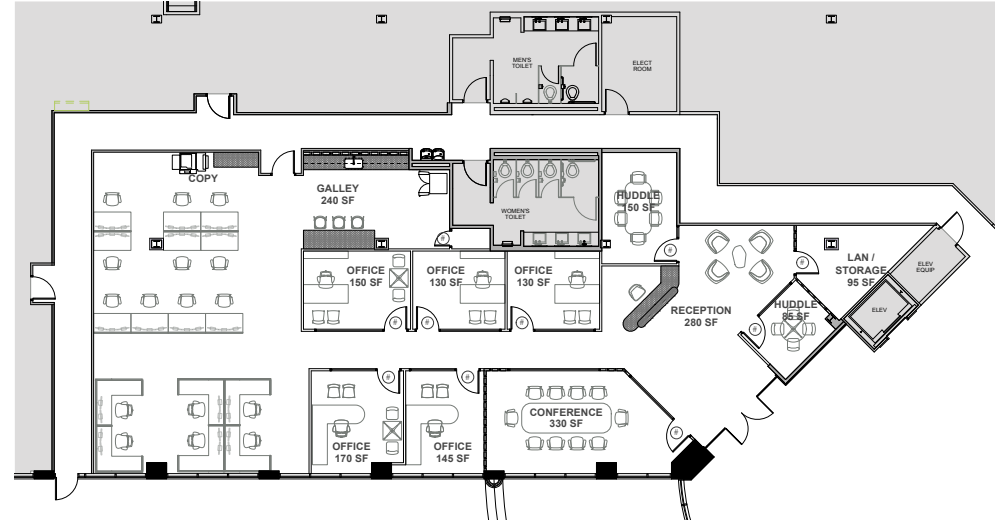 MEN'S
TOILET
ELECT
ROOM
COPY
GALLEY
240 SF
WOMEN'S
TOILET
HUDDLE
150 SF
OFFICE
150 SF
OFFICE
130 SF
OFFICE
130 SF
RECEPTION
280 SF
LAN /
STORAGE
95 SF
ELEV
EQUIP
ELEV
HUDDLE
85 SF
OFFICE
170 SF
OFFICE
145 SF
CONFERENCE
330 SF
#
#
#
#
#
#
#
#
#
#